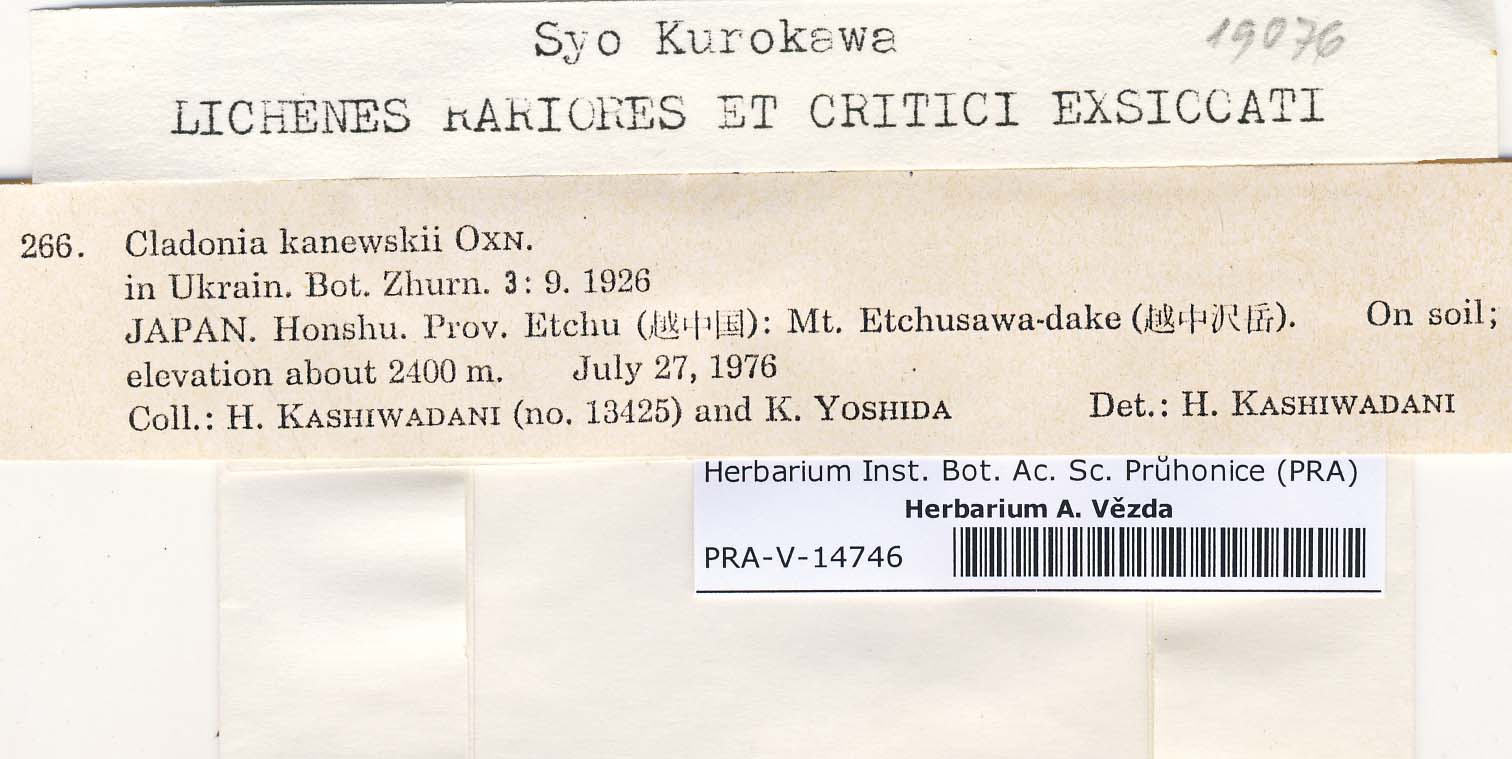 Syo Kurokawa 19076
LICHENES RARIORES ET CRITICI EXSICCATI
266. Cladonia kanewskii OXN.
in Ukrain. Bot. Zhurn. 3: 9. 1926
JAPAN. Honshu. Prov. Etchu (越中国): Mt. Etchusawa-dake (越中沢岳). On soil;
elevation about 2400 m. July 27, 1976
Coll.: H. KASHIWADANI (no. 13425) and K. YOSHIDA Det.: H. KASHIWADANI
Herbarium Inst. Bot. Ac. Sc. Průhonice (PRA)
Herbarium A. Vězda
PRA-V-14746